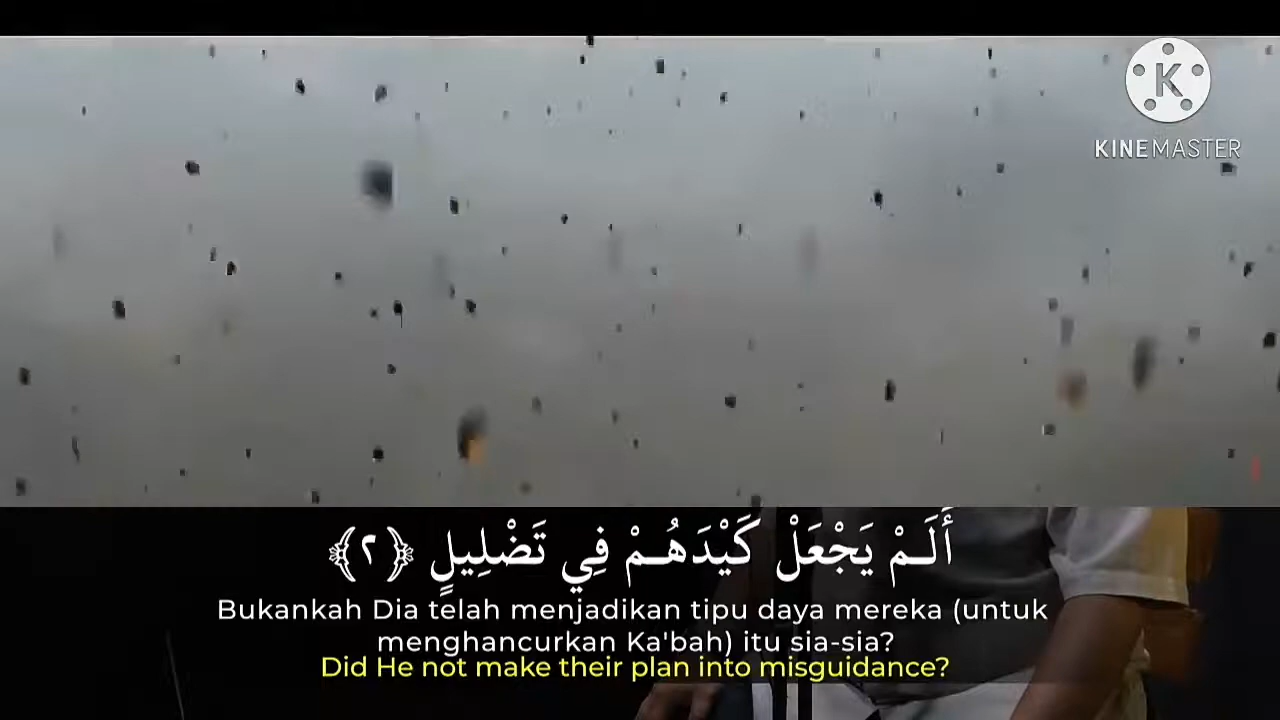 K
KINEMASTER
أَلَـمْ يَجْعَلْ كَيْدَهُـمْ فِي تَضْلِيلٍ ﴿٢﴾
Bukankah Dia telah menjadikan tipu daya mereka (untuk
menghancurkan Ka'bah) itu sia-sia?
Did He not make their plan into misguidance?